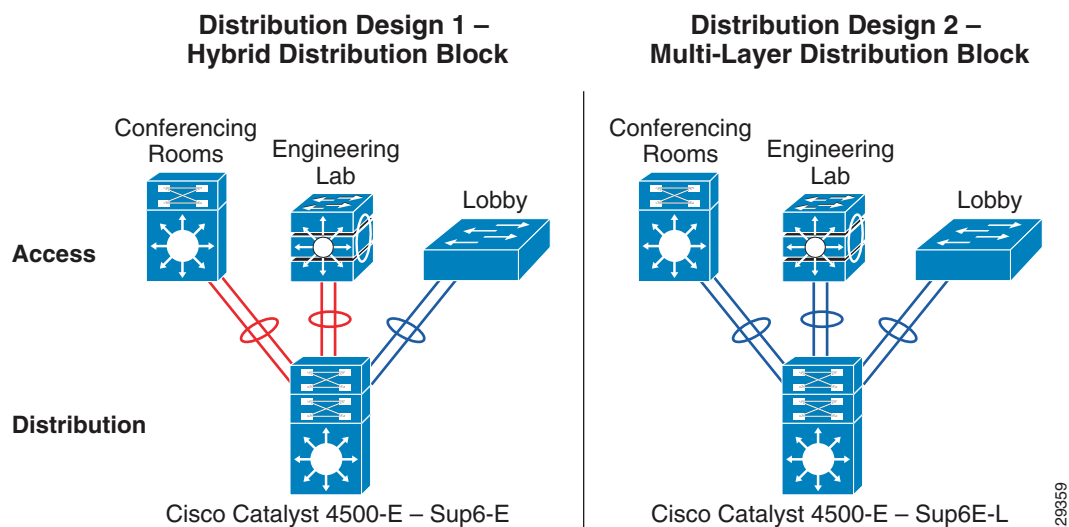 Distribution Design 1 –
Hybrid Distribution Block
Distribution Design 2 –
Multi-Layer Distribution Block
Conferencing
Rooms
Engineering
Lab
Lobby
Conferencing
Rooms
Engineering
Lab
Lobby
Access
Distribution
Cisco Catalyst 4500-E – Sup6-E
Cisco Catalyst 4500-E – Sup6E-L
29359